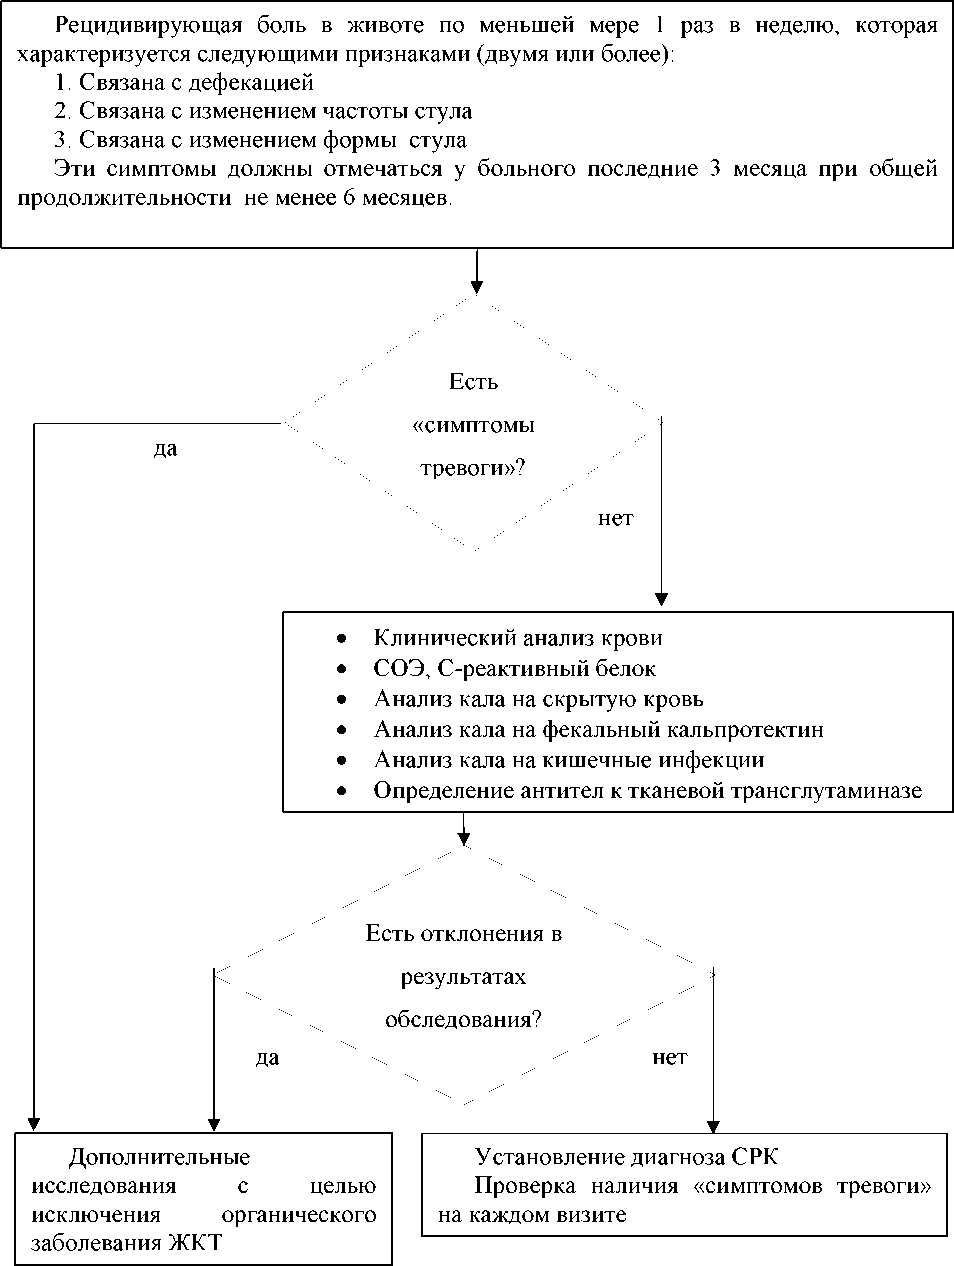 Рецидивирующая боль в животе по меньшей мере 1 раз в неделю, которая
характеризуется следующими признаками (двумя или более):
1. Связана с дефекацией
2. Связана с изменением частоты стула
3. Связана с изменением формы стула
Эти симптомы должны отмечаться у больного последние 3 месяца при общей
продолжительности не менее 6 месяцев.
Есть
«симптомы
тревоги»?
да
нет
• Клинический анализ крови
• СОЭ, С-реактивный белок
• Анализ кала на скрытую кровь
• Анализ кала на фекальный кальпротектин
• Анализ кала на кишечные инфекции
• Определение антител к тканевой трансглутаминазе
Есть отклонения в
результатах
обследования?
да
нет
Дополнительные
исследования с целью
исключения органического
заболевания ЖКТ
Установление диагноза СРК
Проверка наличия «симптомов тревоги»
на каждом визите